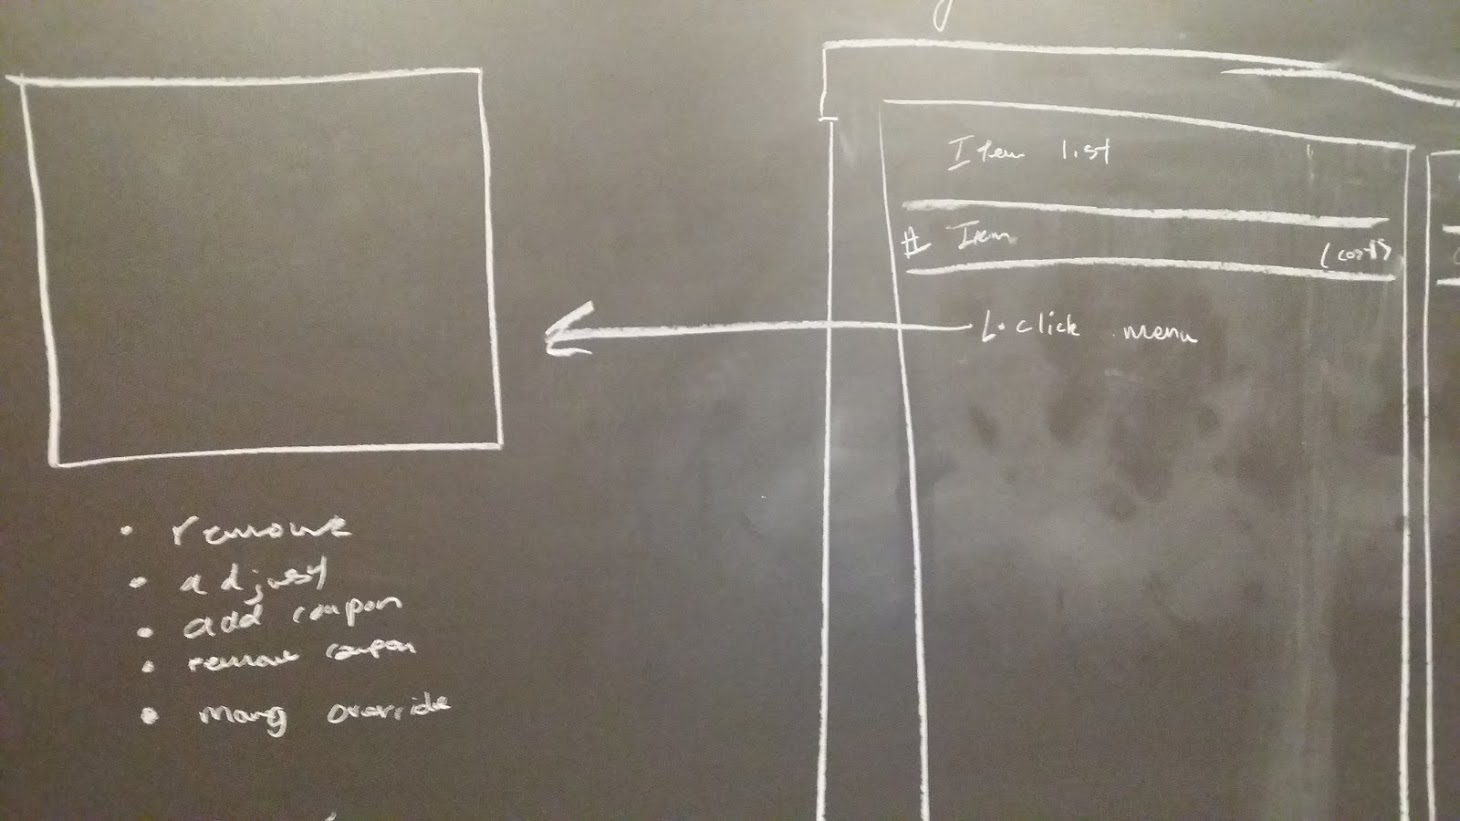 Item list
# Item (cost)
L. click menu
• remove
• adjust
• add coupon
• remove coupon
• mang override